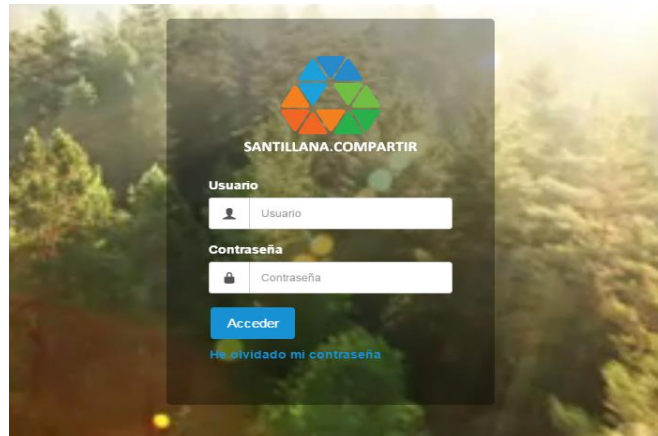 SANTILLANA.COMPARTIR
Usuario
Usuario
Contraseña
Contraseña
Acceder
He olvidado mi contraseña